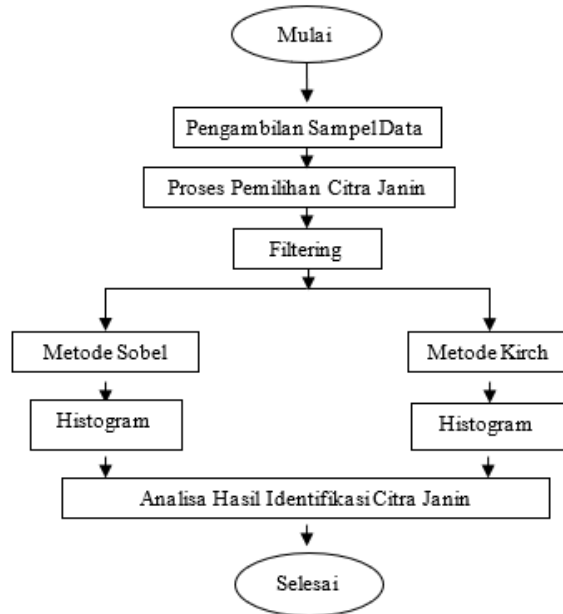 Mulai
Pengambilan Sampel Data
Proses Pemilihan Citra Janin
Filtering
Metode Sobel
Metode Kirch
Histogram
Histogram
Analisa Hasil Identifikasi Citra Janin
Selesai